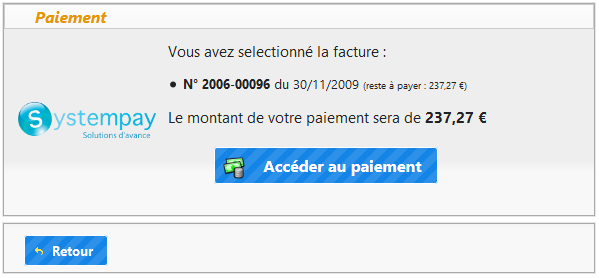 Paiement
Vous avez selectionné la facture :
• N° 2006-00096 du 30/11/2009 (reste à payer : 237,27 €)
Systempay
Solutions d'avance
Le montant de votre paiement sera de 237,27 €
Accéder au paiement
Retour